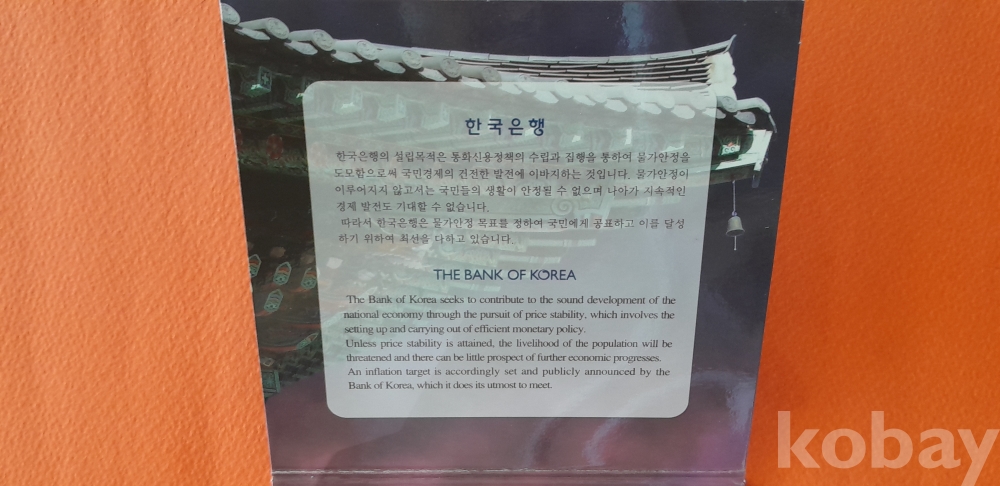 한국은행
한국은행의 설립목적은 통화신용정책의 수립과 집행을 통하여 물가안정을
도모함으로써 국민경제의 건전한 발전에 이바지하는 것입니다. 물가안정이
이루어지지 않고서는 국민들의 생활이 안정될 수 없으며 나아가 지속적인
경제 발전도 기대할 수 없습니다.
따라서 한국은행은 물가안정 목표를 정하여 국민에게 공표하고 이를 달성
하기 위하여 최선을 다하고 있습니다.
THE BANK OF KOREA
The Bank of Korea seeks to contribute to the sound development of the
national economy through the pursuit of price stability, which involves the
setting up and carrying out of efficient monetary policy.
Unless price stability is attained, the livelihood of the population will be
threatened and there can be little prospect of further economic progresses.
An inflation target is accordingly set and publicly announced by the
Bank of Korea, which it does its utmost to meet.
kobay